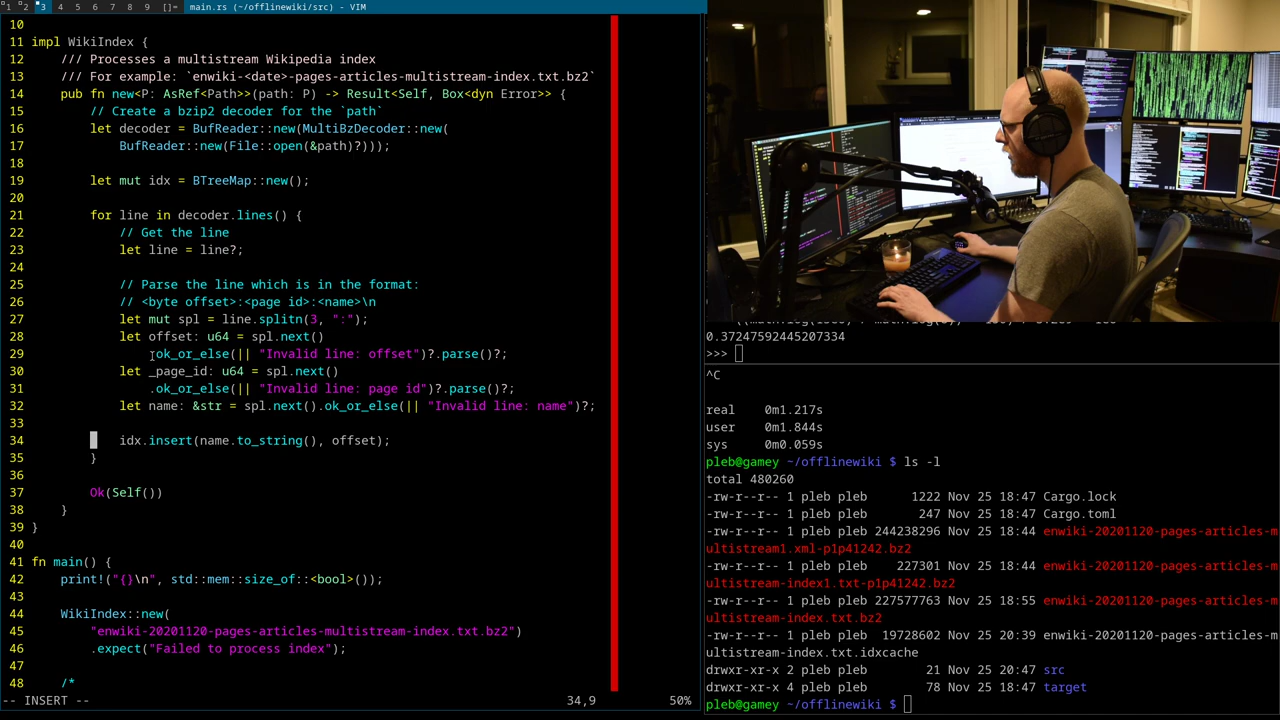 1 2 3 4 5 6 7 8 9 []= main.rs (~/offlinewiki/src) - VIM
10
11 impl WikiIndex {
12     /// Processes a multistream Wikipedia index
13     /// For example: `enwiki-<date>-pages-articles-multistream-index.txt.bz2`
14     pub fn new<P: AsRef<Path>>(path: P) -> Result<Self, Box<dyn Error>> {
15         // Create a bzip2 decoder for the `path`
16         let decoder = BufReader::new(MultiBzDecoder::new(
17             BufReader::new(File::open(&path)?)));
18
19         let mut idx = BTreeMap::new();
20
21         for line in decoder.lines() {
22             // Get the line
23             let line = line?;
24
25             // Parse the line which is in the format:
26             // <byte offset>:<page id>:<name>\n
27             let mut spl = line.splitn(3, ":");
28             let offset: u64 = spl.next()
29                 .ok_or_else(|| "Invalid line: offset")?.parse()?;
30             let _page_id: u64 = spl.next()
31                 .ok_or_else(|| "Invalid line: page id")?.parse()?;
32             let name: &str = spl.next().ok_or_else(|| "Invalid line: name")?;
33
34             idx.insert(name.to_string(), offset);
35         }
36
37         Ok(Self())
38     }
39 }
40
41 fn main() {
42     print!("{}\n", std::mem::size_of::<bool>());
43
44     WikiIndex::new(
45         "enwiki-20201120-pages-articles-multistream-index.txt.bz2")
46         .expect("Failed to process index");
47
48     /*
-- INSERT -- 34,9 50%
0.37247592445207334
>>>
^C
real 0m1.217s
user 0m1.844s
sys 0m0.059s
pleb@gamey ~/offlinewiki $ ls -l
total 480260
-rw-r--r-- 1 pleb pleb 1222 Nov 25 18:47 Cargo.lock
-rw-r--r-- 1 pleb pleb 247 Nov 25 18:47 Cargo.toml
-rw-r--r-- 1 pleb pleb 244238296 Nov 25 18:44 enwiki-20201120-pages-articles-m
ultistream1.xml-p1p41242.bz2
-rw-r--r-- 1 pleb pleb 227301 Nov 25 18:44 enwiki-20201120-pages-articles-m
ultistream-index1.txt-p1p41242.bz2
-rw-r--r-- 1 pleb pleb 227577763 Nov 25 18:55 enwiki-20201120-pages-articles-m
ultistream-index.txt.bz2
-rw-r--r-- 1 pleb pleb 19728602 Nov 25 20:39 enwiki-20201120-pages-articles-m
ultistream-index.txt.idxcache
drwxr-xr-x 2 pleb pleb 21 Nov 25 20:47 src
drwxr-xr-x 4 pleb pleb 78 Nov 25 18:47 target
pleb@gamey ~/offlinewiki $